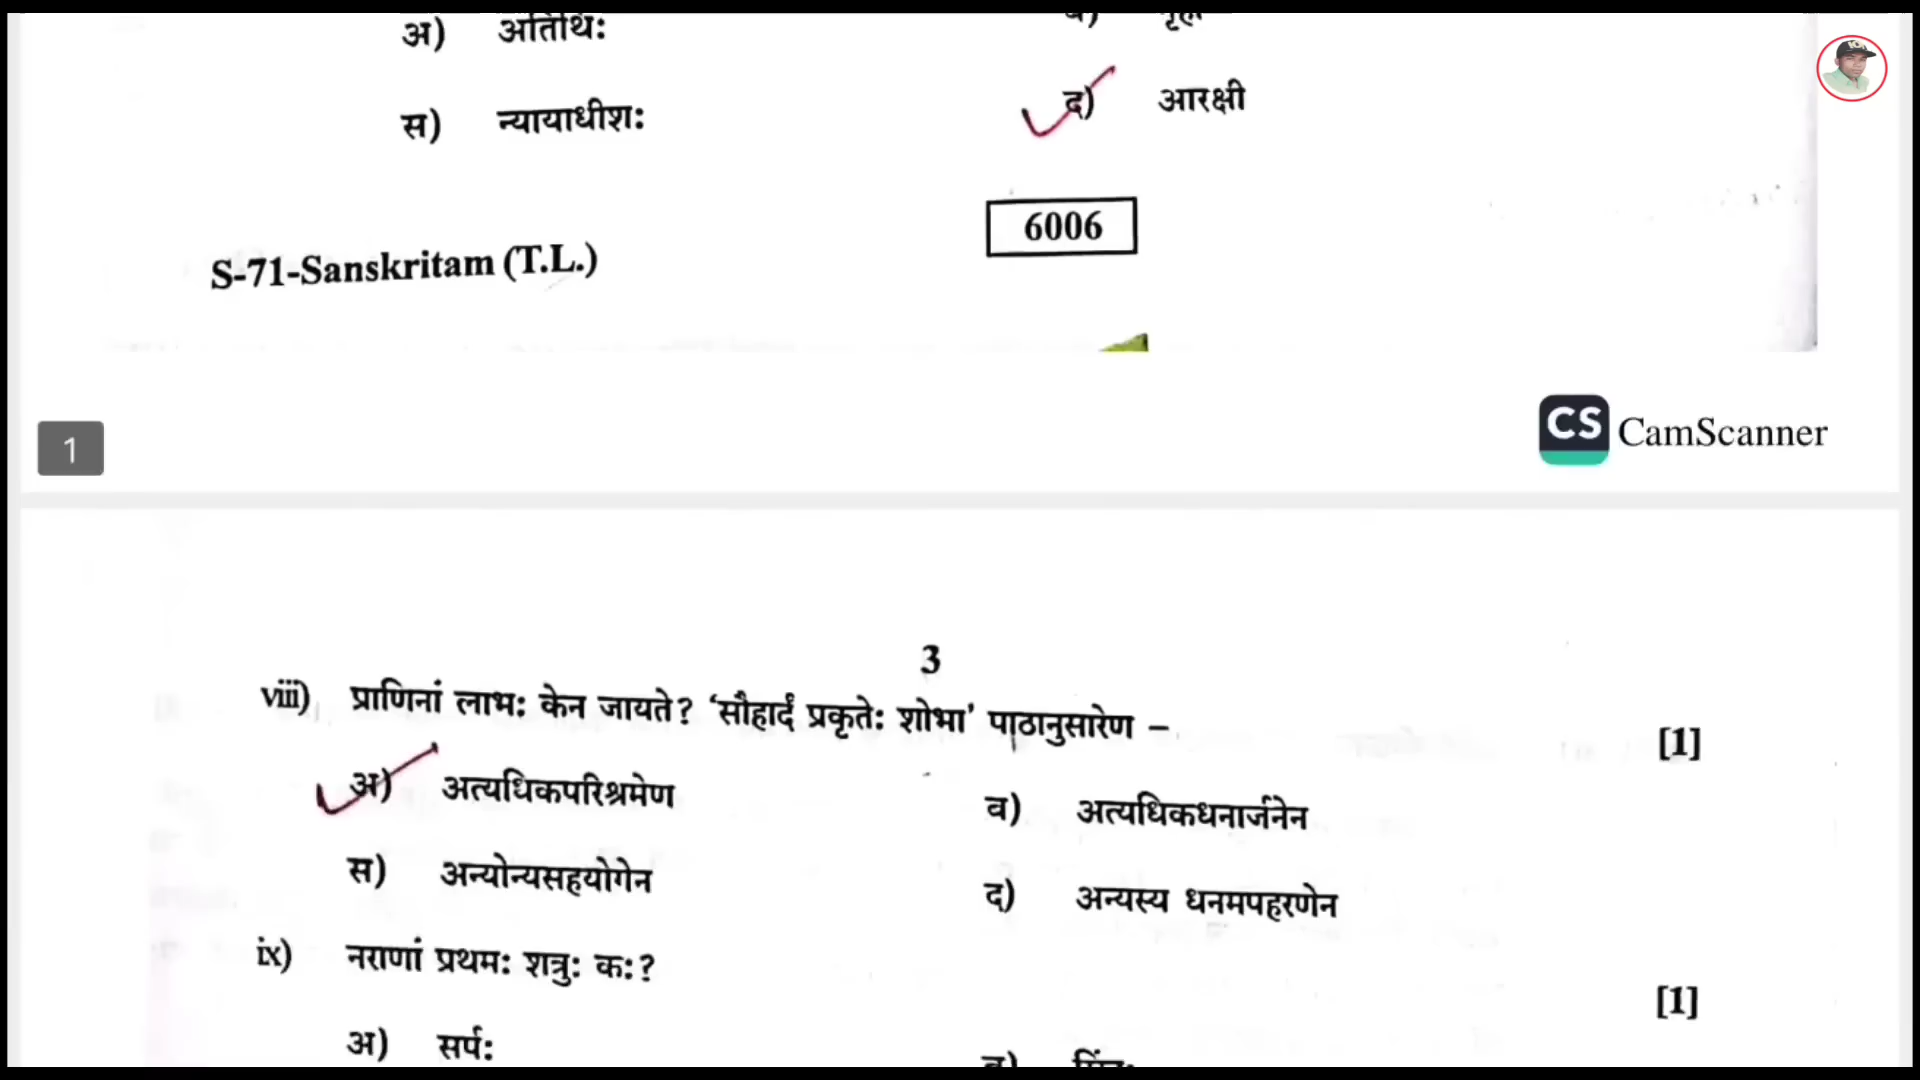 अ) अतिथिः
स) न्यायाधीशः द) आरक्षी
6006
S-71-Sanskritam (T.L.)
1
CS CamScanner
3
viii) प्राणिनां लाभः केन जायते? ‘सौहार्दं प्रकृतेः शोभा’ पाठानुसारेण – [1]
अ) अत्यधिकपरिश्रमेण ब) अत्यधिकधनार्जनेन
स) अन्योन्यसहयोगेन द) अन्यस्य धनमपहरणेन
ix) नराणां प्रथमः शत्रुः कः? [1]
अ) सर्पः